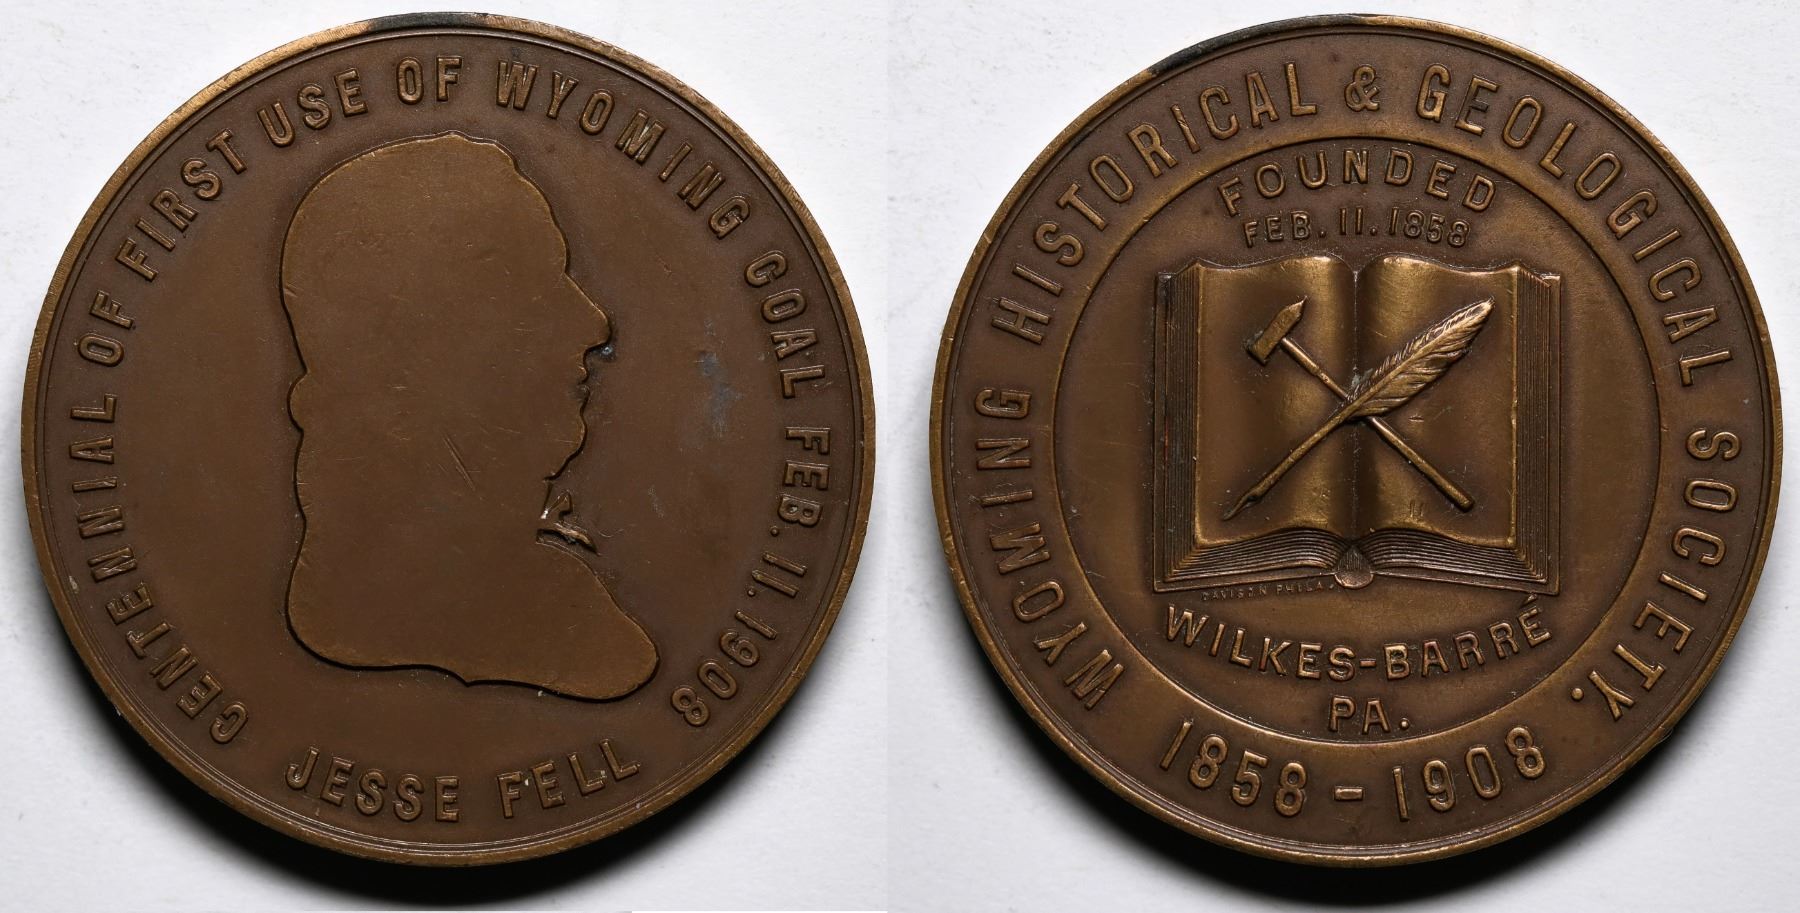 CENTENNIAL OF FIRST USE OF WYOMING COAL FEB. 11. 1908
JESSE FELL
WYOMING HISTORICAL & GEOLOGICAL SOCIETY.
1858 - 1908
FOUNDED
FEB. 11. 1858
DAVISON PHILA.
WILKES-BARRÉ
PA.